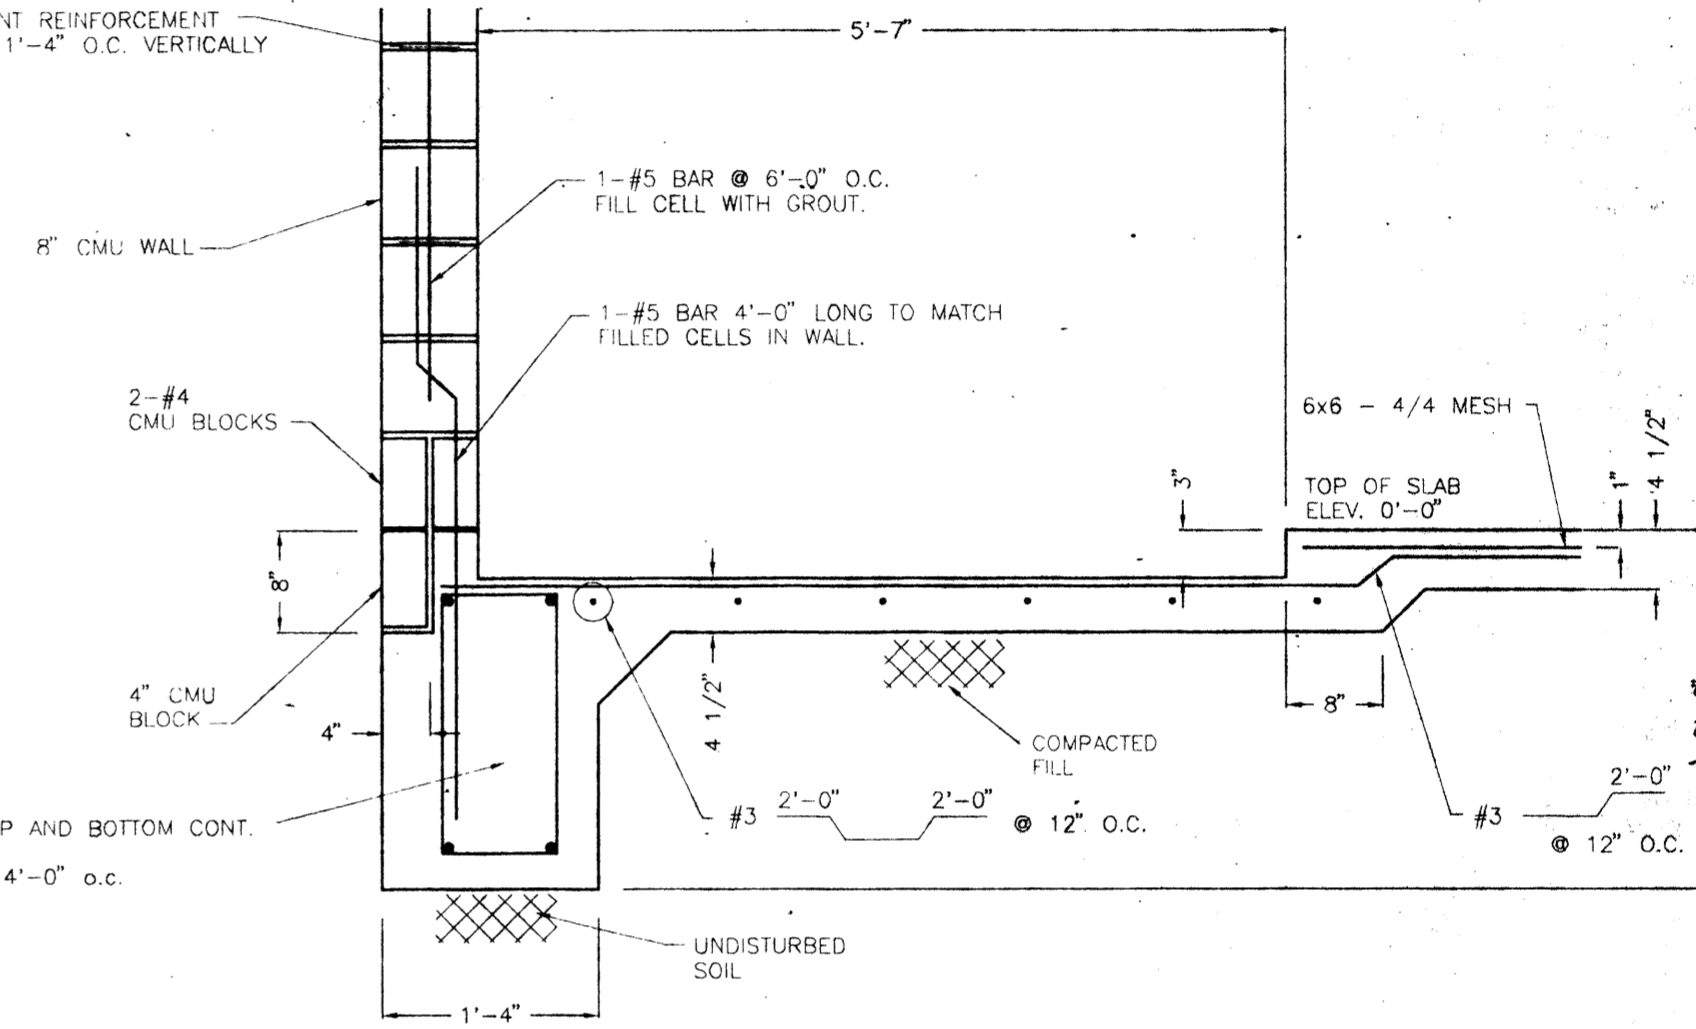 NT REINFORCEMENT
1'-4" O.C. VERTICALLY
5'-7"
1-#5 BAR @ 6'-0" O.C.
FILL CELL WITH GROUT.
8" CMU WALL
1-#5 BAR 4'-0" LONG TO MATCH
FILLED CELLS IN WALL.
2-#4
CMU BLOCKS
6x6 - 4/4 MESH
3"
TOP OF SLAB
ELEV. 0'-0"
1"
4 1/2"
8"
4" CMU
BLOCK
4"
4 1/2"
8"
COMPACTED
FILL
P AND BOTTOM CONT.
4'-0" o.c.
#3 2'-0" 2'-0"
@ 12" O.C.
2'-0"
#3
@ 12" O.C.
UNDISTURBED
SOIL
1'-4"